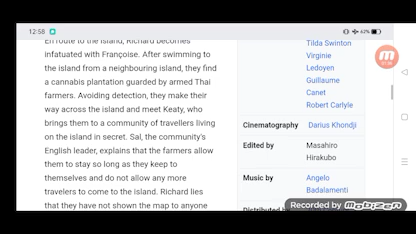 12:58
62%
En route to the island, Richard becomes
infatuated with Françoise. After swimming to
the island from a neighbouring island, they find
a cannabis plantation guarded by armed Thai
farmers. Avoiding detection, they make their
way across the island and meet Keaty, who
brings them to a community of travellers living
on the island in secret. Sal, the community's
English leader, explains that the farmers allow
them to stay so long as they keep to
themselves and do not allow any more
travelers to come to the island. Richard lies
that they have not shown the map to anyone
Tilda Swinton
Virginie
Ledoyen
Guillaume
Canet
Robert Carlyle
Cinematography Darius Khondji
Edited by Masahiro
Hirakubo
Music by Angelo
Badalamenti
Distributed by
Recorded by mobizen